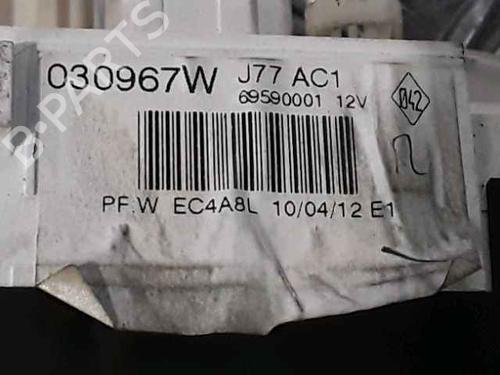 030967W J77 AC1
69590001 12V
042
PF.W EC4A8L 10/04/12 E1
B-PARTS